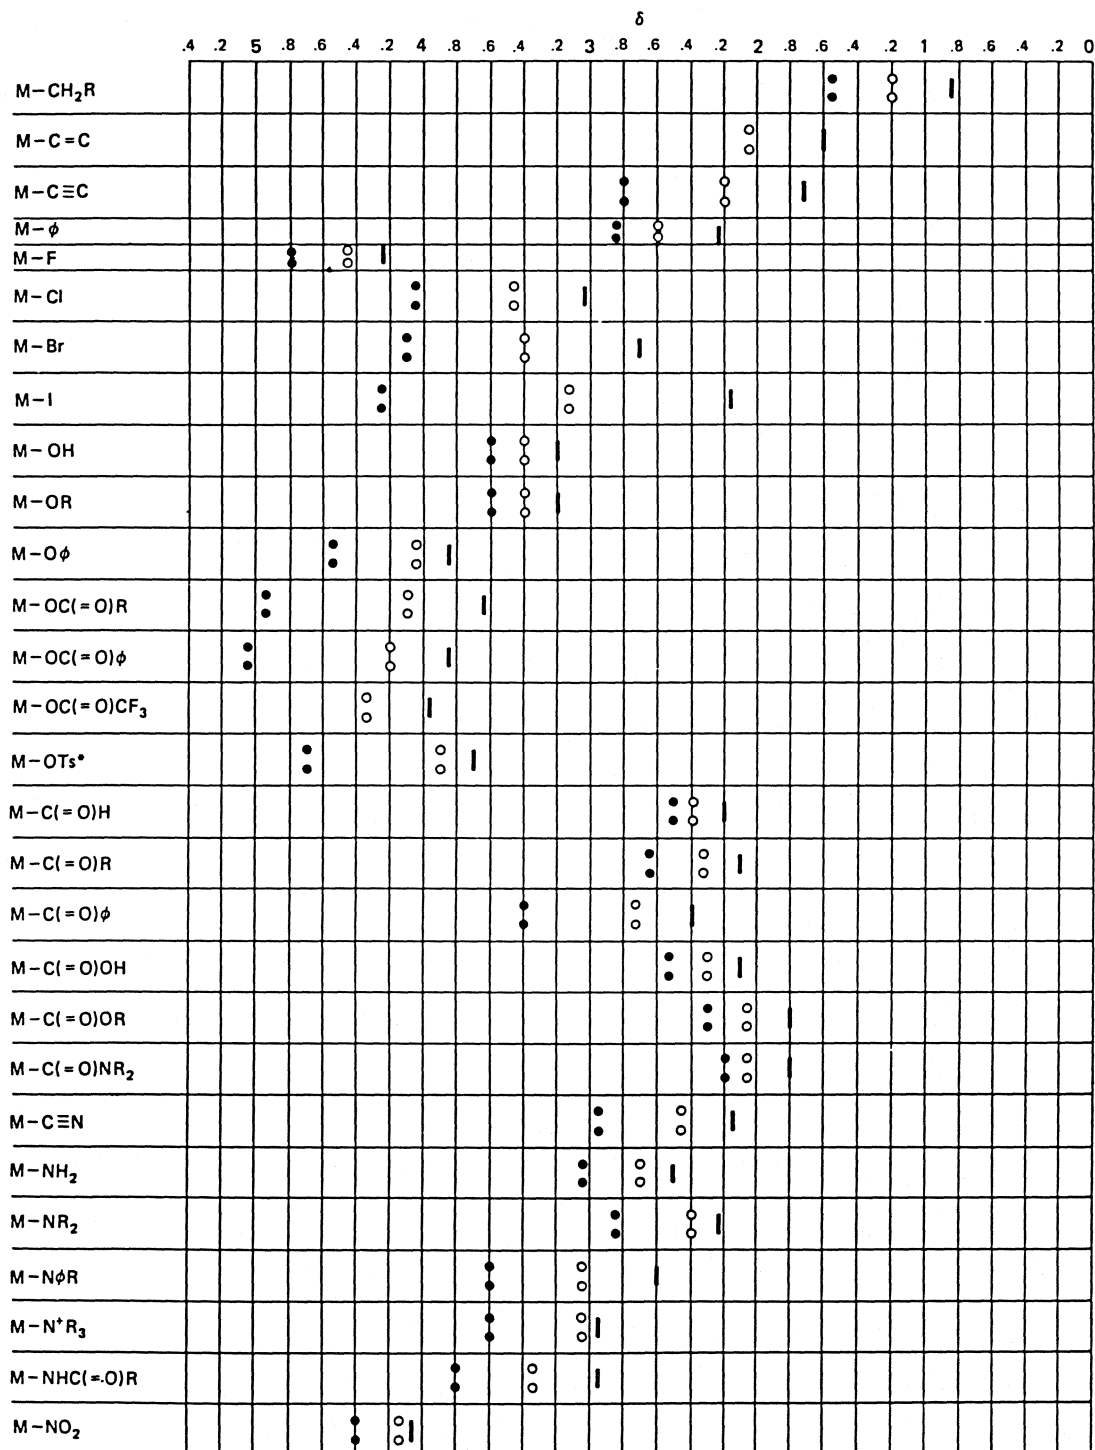 δ
.4 .2 5 .8 .6 .4 .2 4 .8 .6 .4 .2 3 .8 .6 .4 .2 2 .8 .6 .4 .2 1 .8 .6 .4 .2 0
M–CH₂R
M–C=C
M–C≡C
M–ϕ
M–F
M–Cl
M–Br
M–I
M–OH
M–OR
M–Oϕ
M–OC(=O)R
M–OC(=O)ϕ
M–OC(=O)CF₃
M–OTs*
M–C(=O)H
M–C(=O)R
M–C(=O)ϕ
M–C(=O)OH
M–C(=O)OR
M–C(=O)NR₂
M–C≡N
M–NH₂
M–NR₂
M–NϕR
M–N⁺R₃
M–NHC(=O)R
M–NO₂